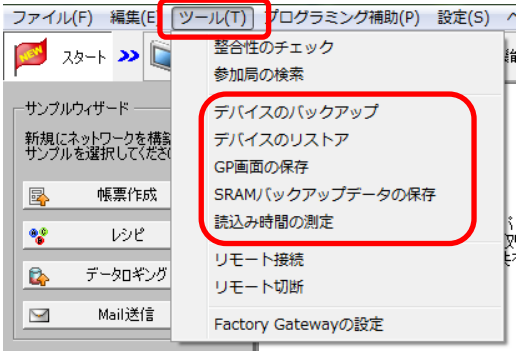 ファイル(F) 編集(E) ツール(T) プログラミング補助(P) 設定(S)
NEW スタート
整合性のチェック
参加局の検索
デバイスのバックアップ
デバイスのリストア
GP画面の保存
SRAMバックアップデータの保存
読込み時間の測定
リモート接続
リモート切断
Factory Gatewayの設定
サンプルウィザード
新規にネットワークを構築
サンプルを選択してくださ
帳票作成
レシピ
データロギング
Mail送信